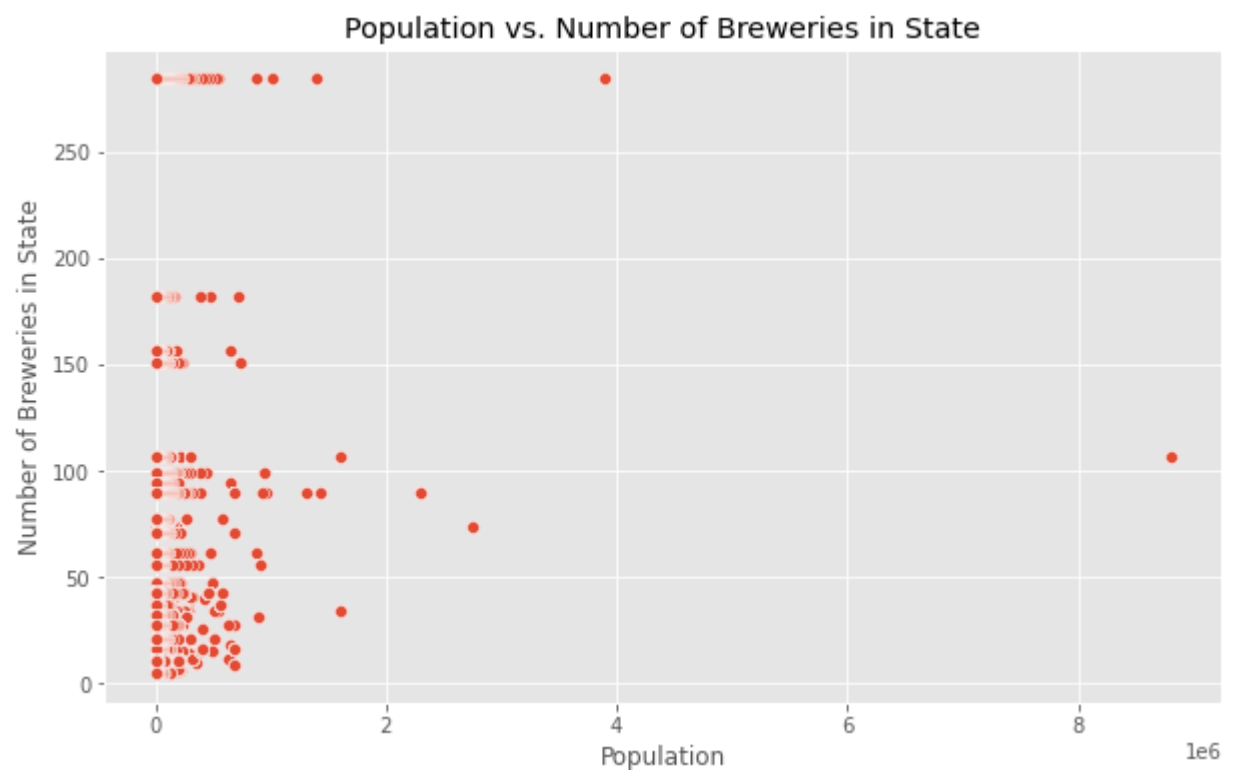 Population vs. Number of Breweries in State
Number of Breweries in State
250
200
150
100
50
0
0 2 4 6 8
1e6
Population